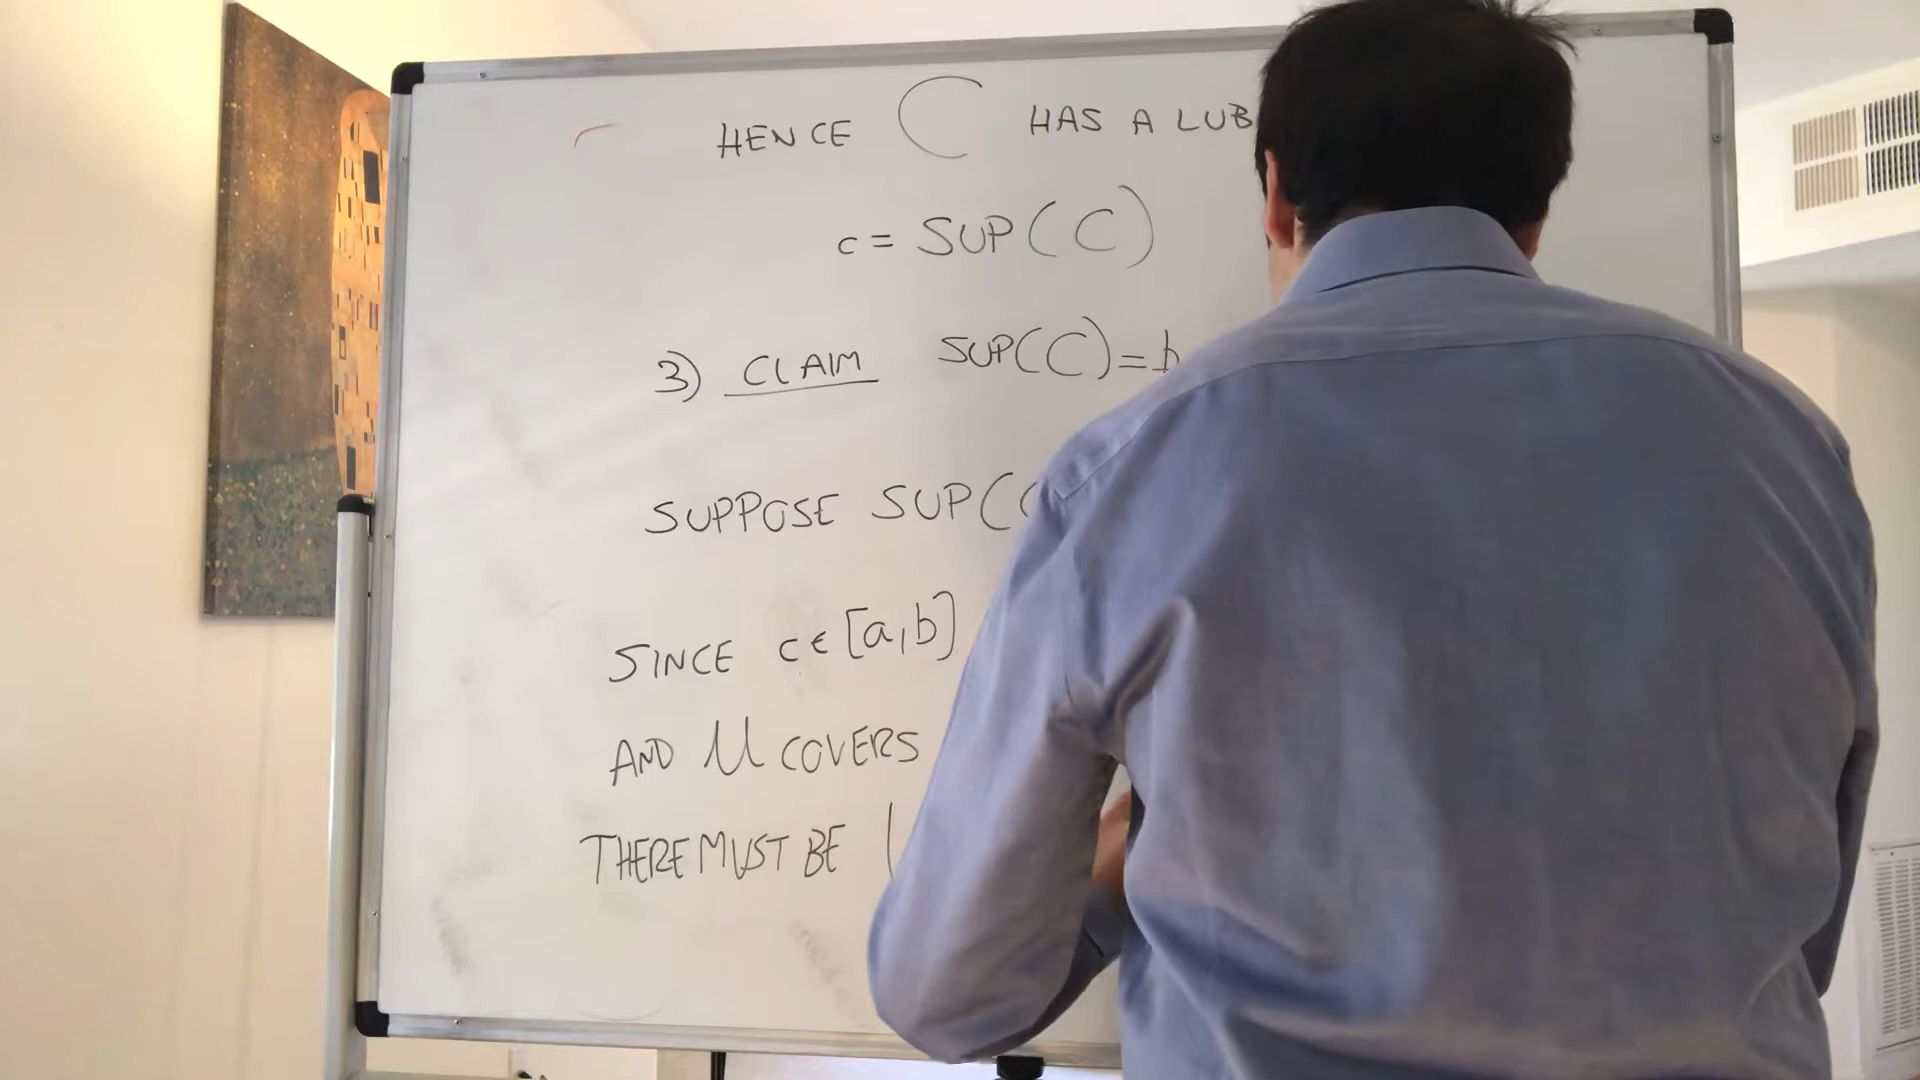 HENCE C HAS A LUB
c = SUP(C)
3) CLAIM SUP(C) = b
SUPPOSE SUP(C
SINCE c ∈ [a,b]
AND U COVERS
THERE MUST BE